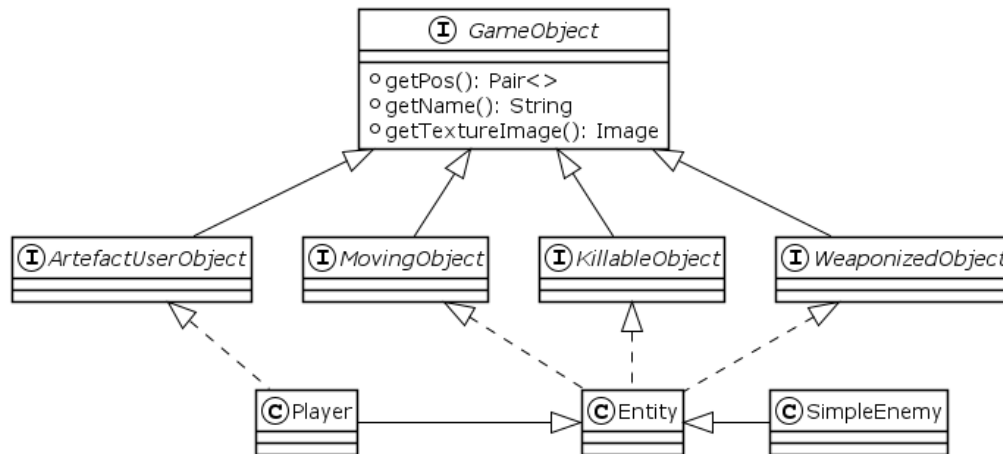 I GameObject
getPos(): Pair<>
getName(): String
getTextureImage(): Image
I ArtefactUserObject
I MovingObject
I KillableObject
I WeaponizedObject
C Player
C Entity
C SimpleEnemy